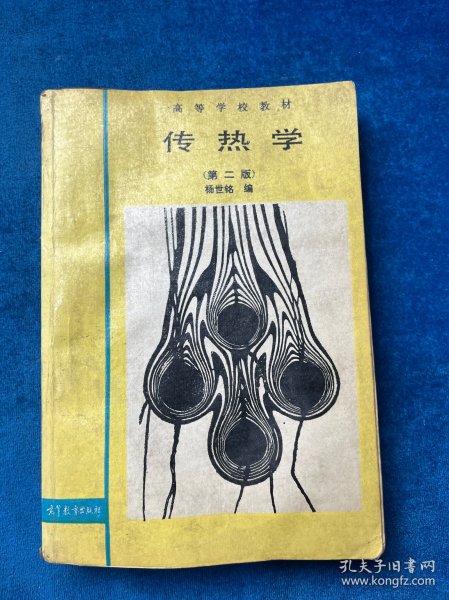 高等学校教材
传热学
(第二版)
杨世铭 编
高等教育出版社
孔夫子旧书网
www.kongfz.com